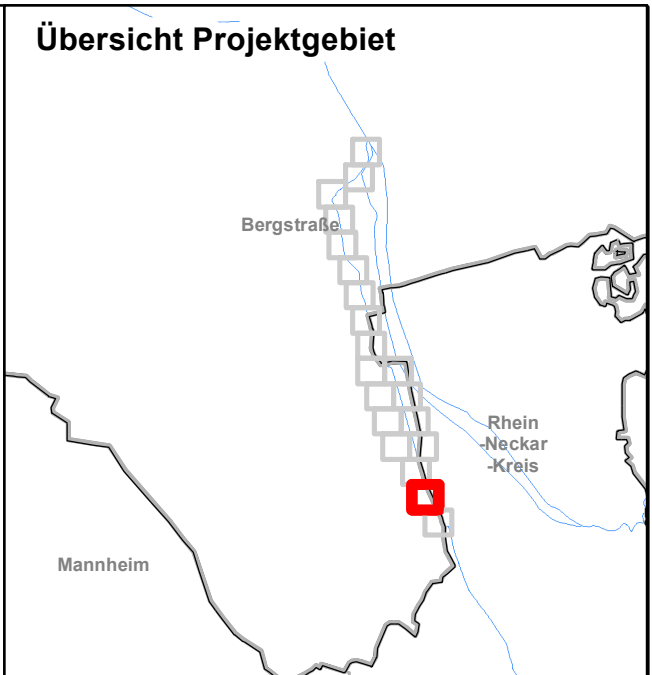 Übersicht Projektgebiet
Bergstraße
Rhein
-Neckar
-Kreis
Mannheim